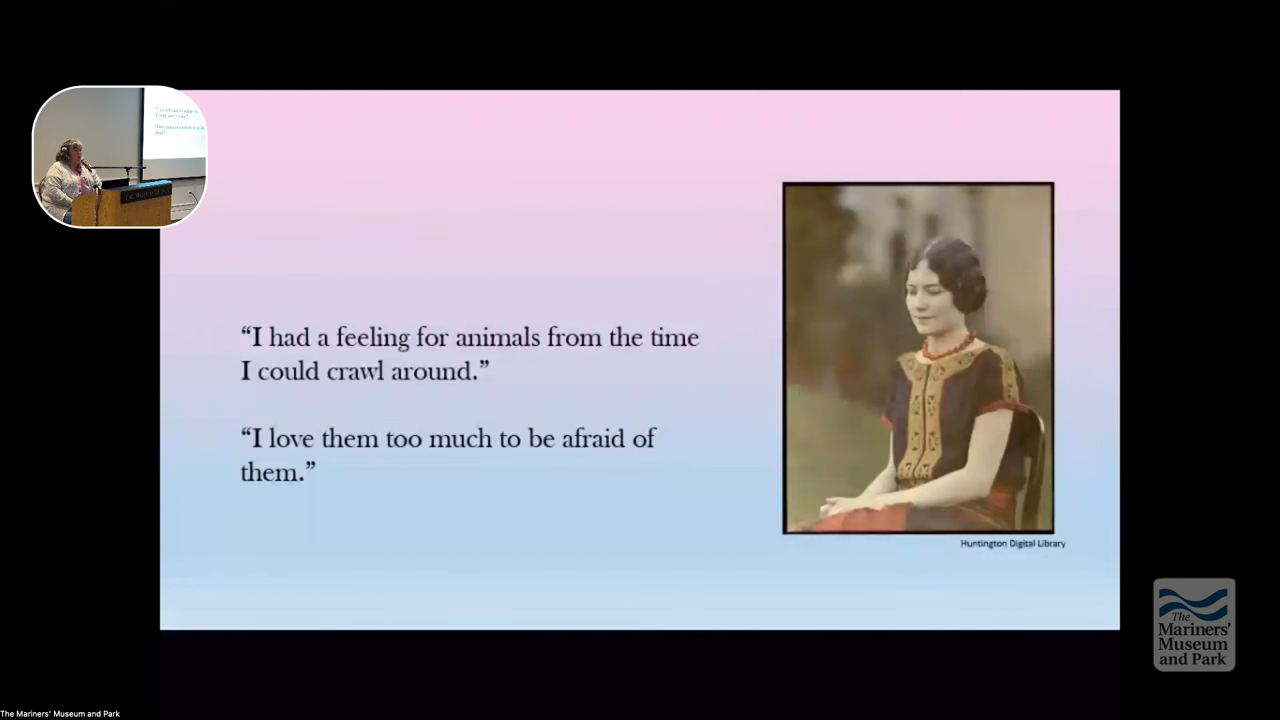 “I had a feeling for animals from the time
I could crawl around.”
“I love them too much to be afraid of
them.”
Huntington Digital Library
The
Mariners’
Museum
and Park
The Mariners' Museum and Park